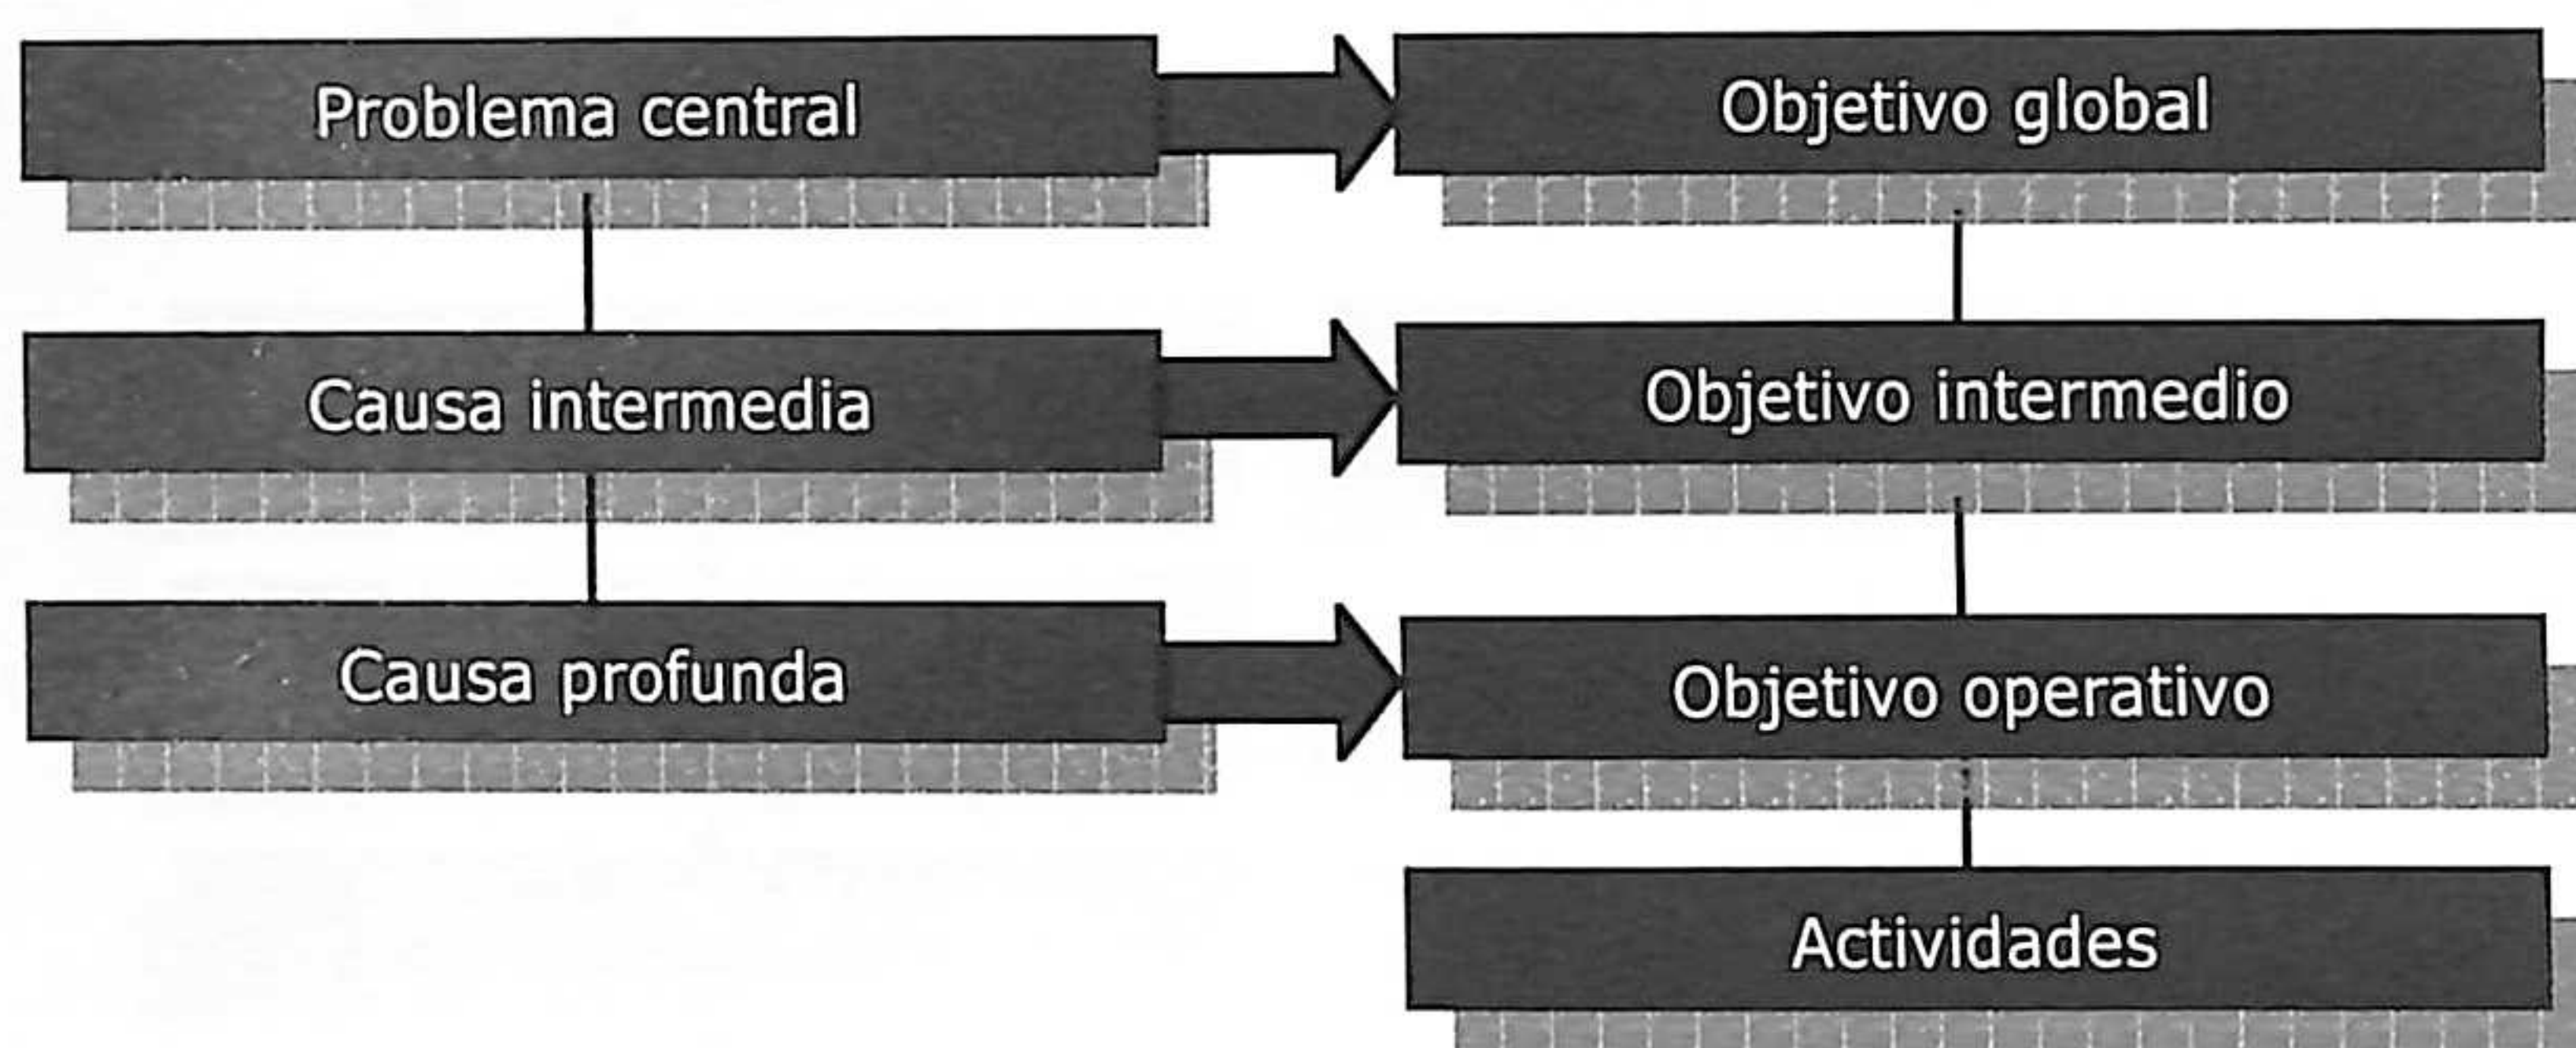 Problema central
Objetivo global
Causa intermedia
Objetivo intermedio
Causa profunda
Objetivo operativo
Actividades